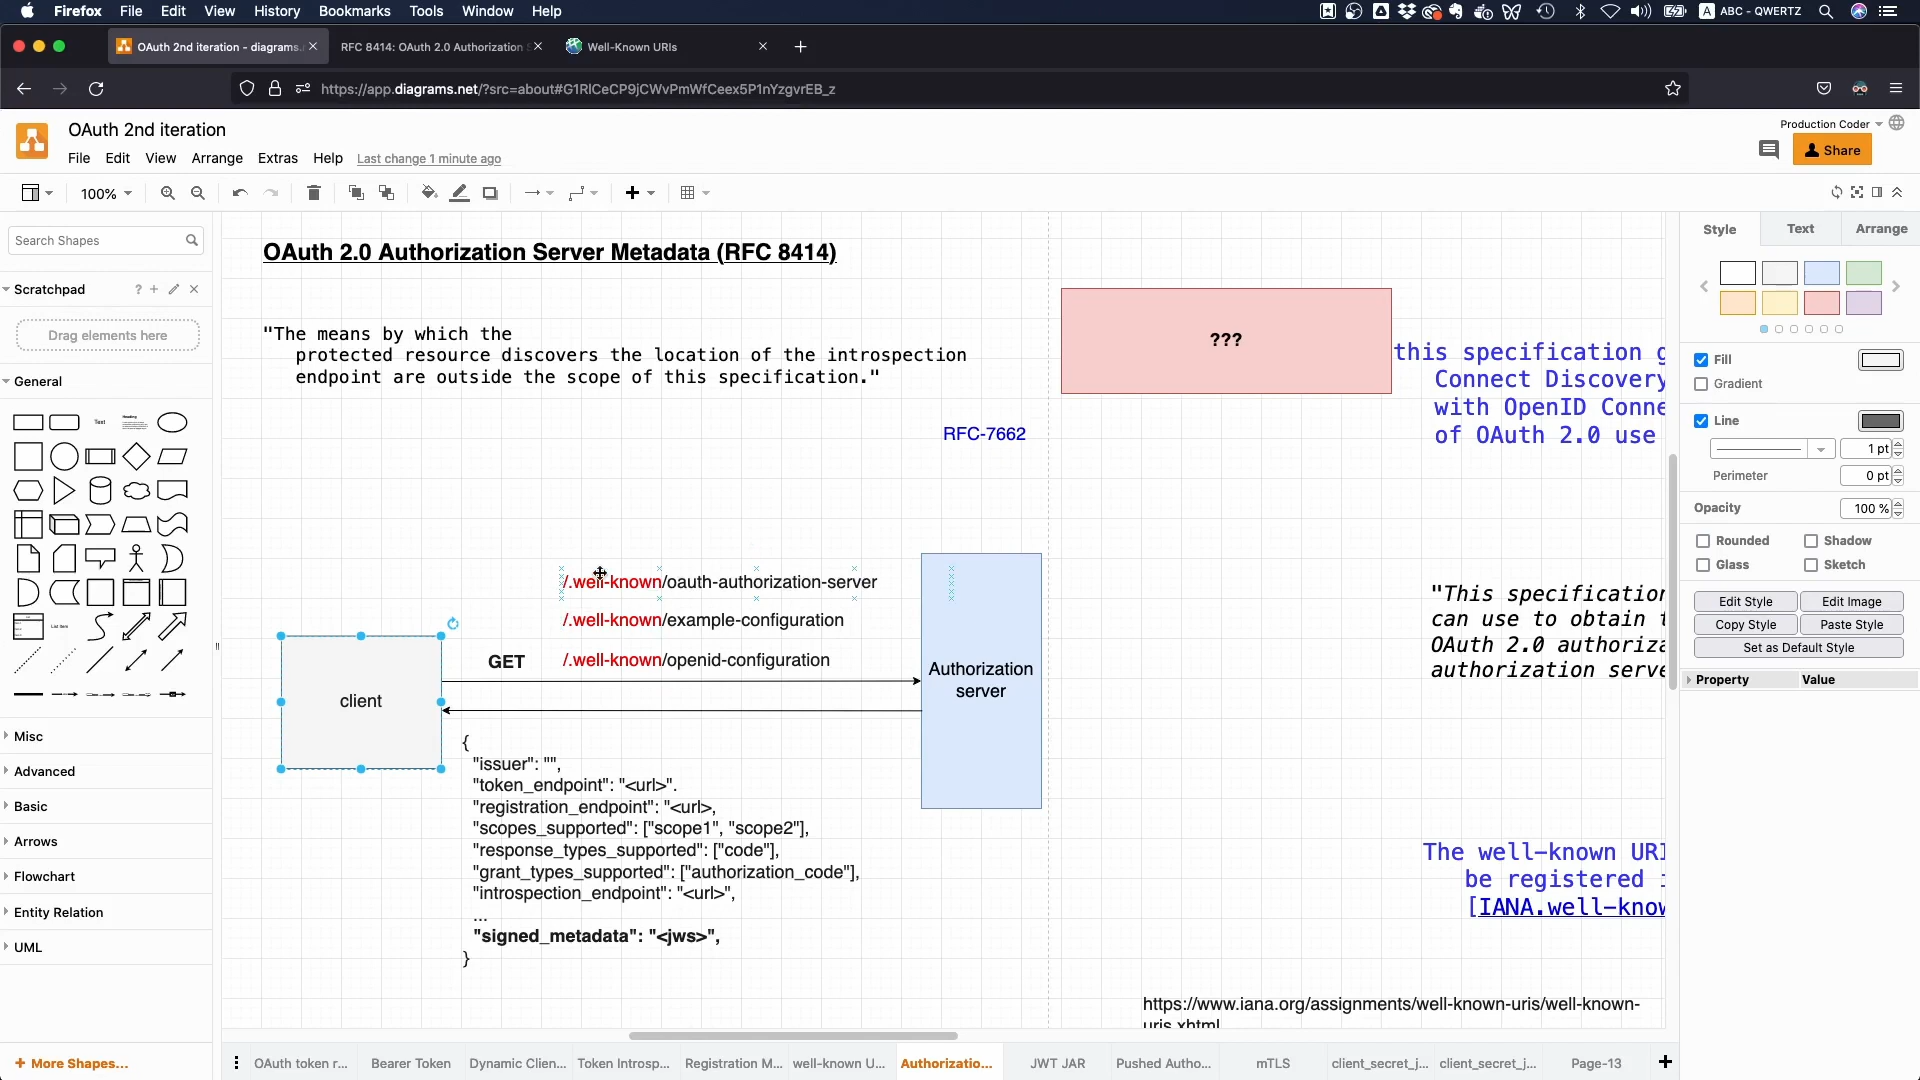 Firefox File Edit View History Bookmarks Tools Window Help
A ABC - QWERTZ
OAuth 2nd iteration - diagrams.
RFC 8414: OAuth 2.0 Authorization S
Well-Known URIs
https://app.diagrams.net/?src=about#G1RlCeCP9jCWvPmWfCeex5P1nYzgvrEB_z
OAuth 2nd iteration
Production Coder
File Edit View Arrange Extras Help Last change 1 minute ago
Share
100%
Search Shapes
Scratchpad
?
Drag elements here
General
Text
Heading
List Item
Misc
Advanced
Basic
Arrows
Flowchart
Entity Relation
UML
+ More Shapes...
OAuth 2.0 Authorization Server Metadata (RFC 8414)
"The means by which the
protected resource discovers the location of the introspection
endpoint are outside the scope of this specification."
RFC-7662
???
this specification g
Connect Discovery
with OpenID Conne
of OAuth 2.0 use
/.well-known/oauth-authorization-server
/.well-known/example-configuration
GET /.well-known/openid-configuration
client
Authorization
server
{
"issuer": "",
"token_endpoint": "<url>".
"registration_endpoint": "<url>,
"scopes_supported": ["scope1", "scope2"],
"response_types_supported": ["code"],
"grant_types_supported": ["authorization_code"],
"introspection_endpoint": "<url>",
...
"signed_metadata": "<jws>",
}
"This specification
can use to obtain t
OAuth 2.0 authoriza
authorization serve
The well-known URI
be registered i
[IANA.well-know
https://www.iana.org/assignments/well-known-uris/well-known-
uris.xhtml
Style Text Arrange
Fill
Gradient
Line
1 pt
Perimeter 0 pt
Opacity 100 %
Rounded Shadow
Glass Sketch
Edit Style Edit Image
Copy Style Paste Style
Set as Default Style
Property Value
OAuth token r... Bearer Token Dynamic Clien... Token Introsp... Registration M... well-known U... Authorizatio... JWT JAR Pushed Autho... mTLS client_secret_j... client_secret_j... Page-13